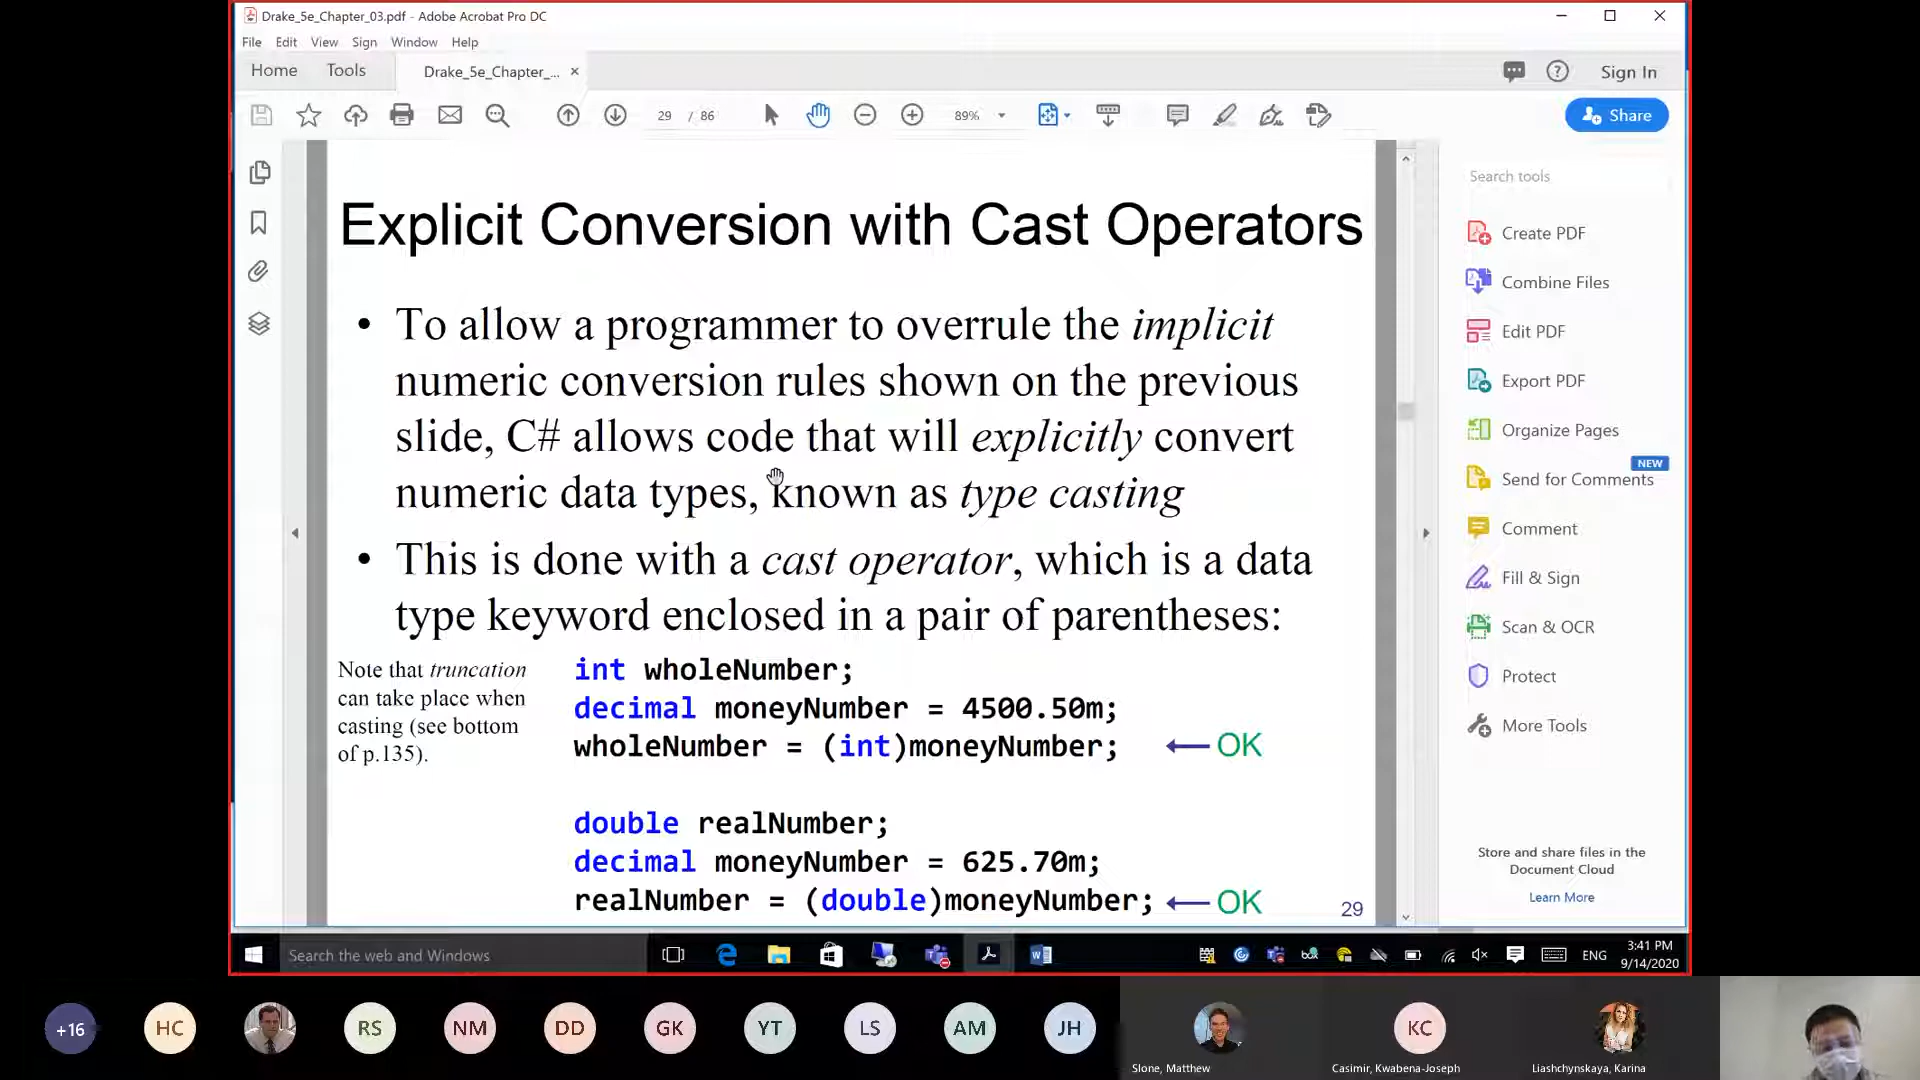 Drake_5e_Chapter_03.pdf - Adobe Acrobat Pro DC
File Edit View Sign Window Help
Home Tools Drake_5e_Chapter_... × Sign In
29 / 86 89% Share
Search tools
Explicit Conversion with Cast Operators
• To allow a programmer to overrule the implicit
numeric conversion rules shown on the previous
slide, C# allows code that will explicitly convert
numeric data types, known as type casting
• This is done with a cast operator, which is a data
type keyword enclosed in a pair of parentheses:
Note that truncation
can take place when
casting (see bottom
of p.135).
int wholeNumber;
decimal moneyNumber = 4500.50m;
wholeNumber = (int)moneyNumber; OK
double realNumber;
decimal moneyNumber = 625.70m;
realNumber = (double)moneyNumber; OK
29
Create PDF
Combine Files
Edit PDF
Export PDF
Organize Pages
NEW
Send for Comments
Comment
Fill & Sign
Scan & OCR
Protect
More Tools
Store and share files in the
Document Cloud
Learn More
Search the web and Windows
ENG
3:41 PM
9/14/2020
+16 HC RS NM DD GK YT LS AM JH KC
Slone, Matthew Casimir, Kwabena-Joseph Liashchynskaya, Karina